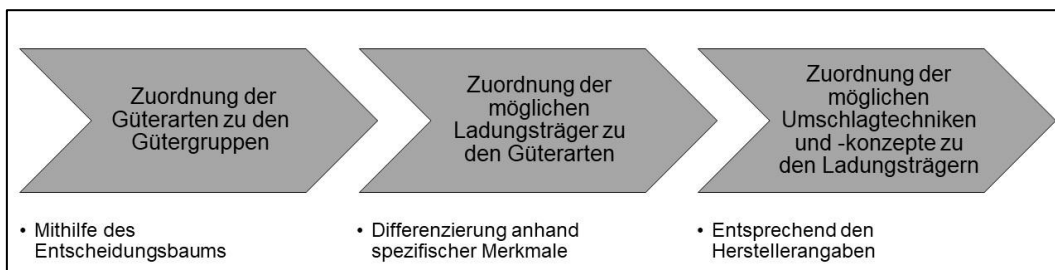 Zuordnung der
Güterarten zu den
Gütergruppen
Zuordnung der
möglichen
Ladungsträger zu
den Güterarten
Zuordnung der
möglichen
Umschlagtechniken
und -konzepte zu
den Ladungsträgern
• Mithilfe des
Entscheidungsbaums
• Differenzierung anhand
spezifischer Merkmale
• Entsprechend den
Herstellerangaben